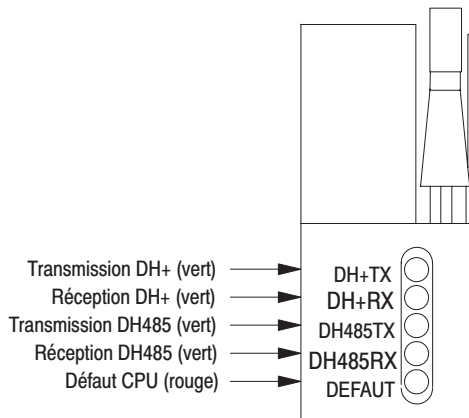 Transmission DH+ (vert) DH+TX
Réception DH+ (vert) DH+RX
Transmission DH485 (vert) DH485TX
Réception DH485 (vert) DH485RX
Défaut CPU (rouge) DEFAUT